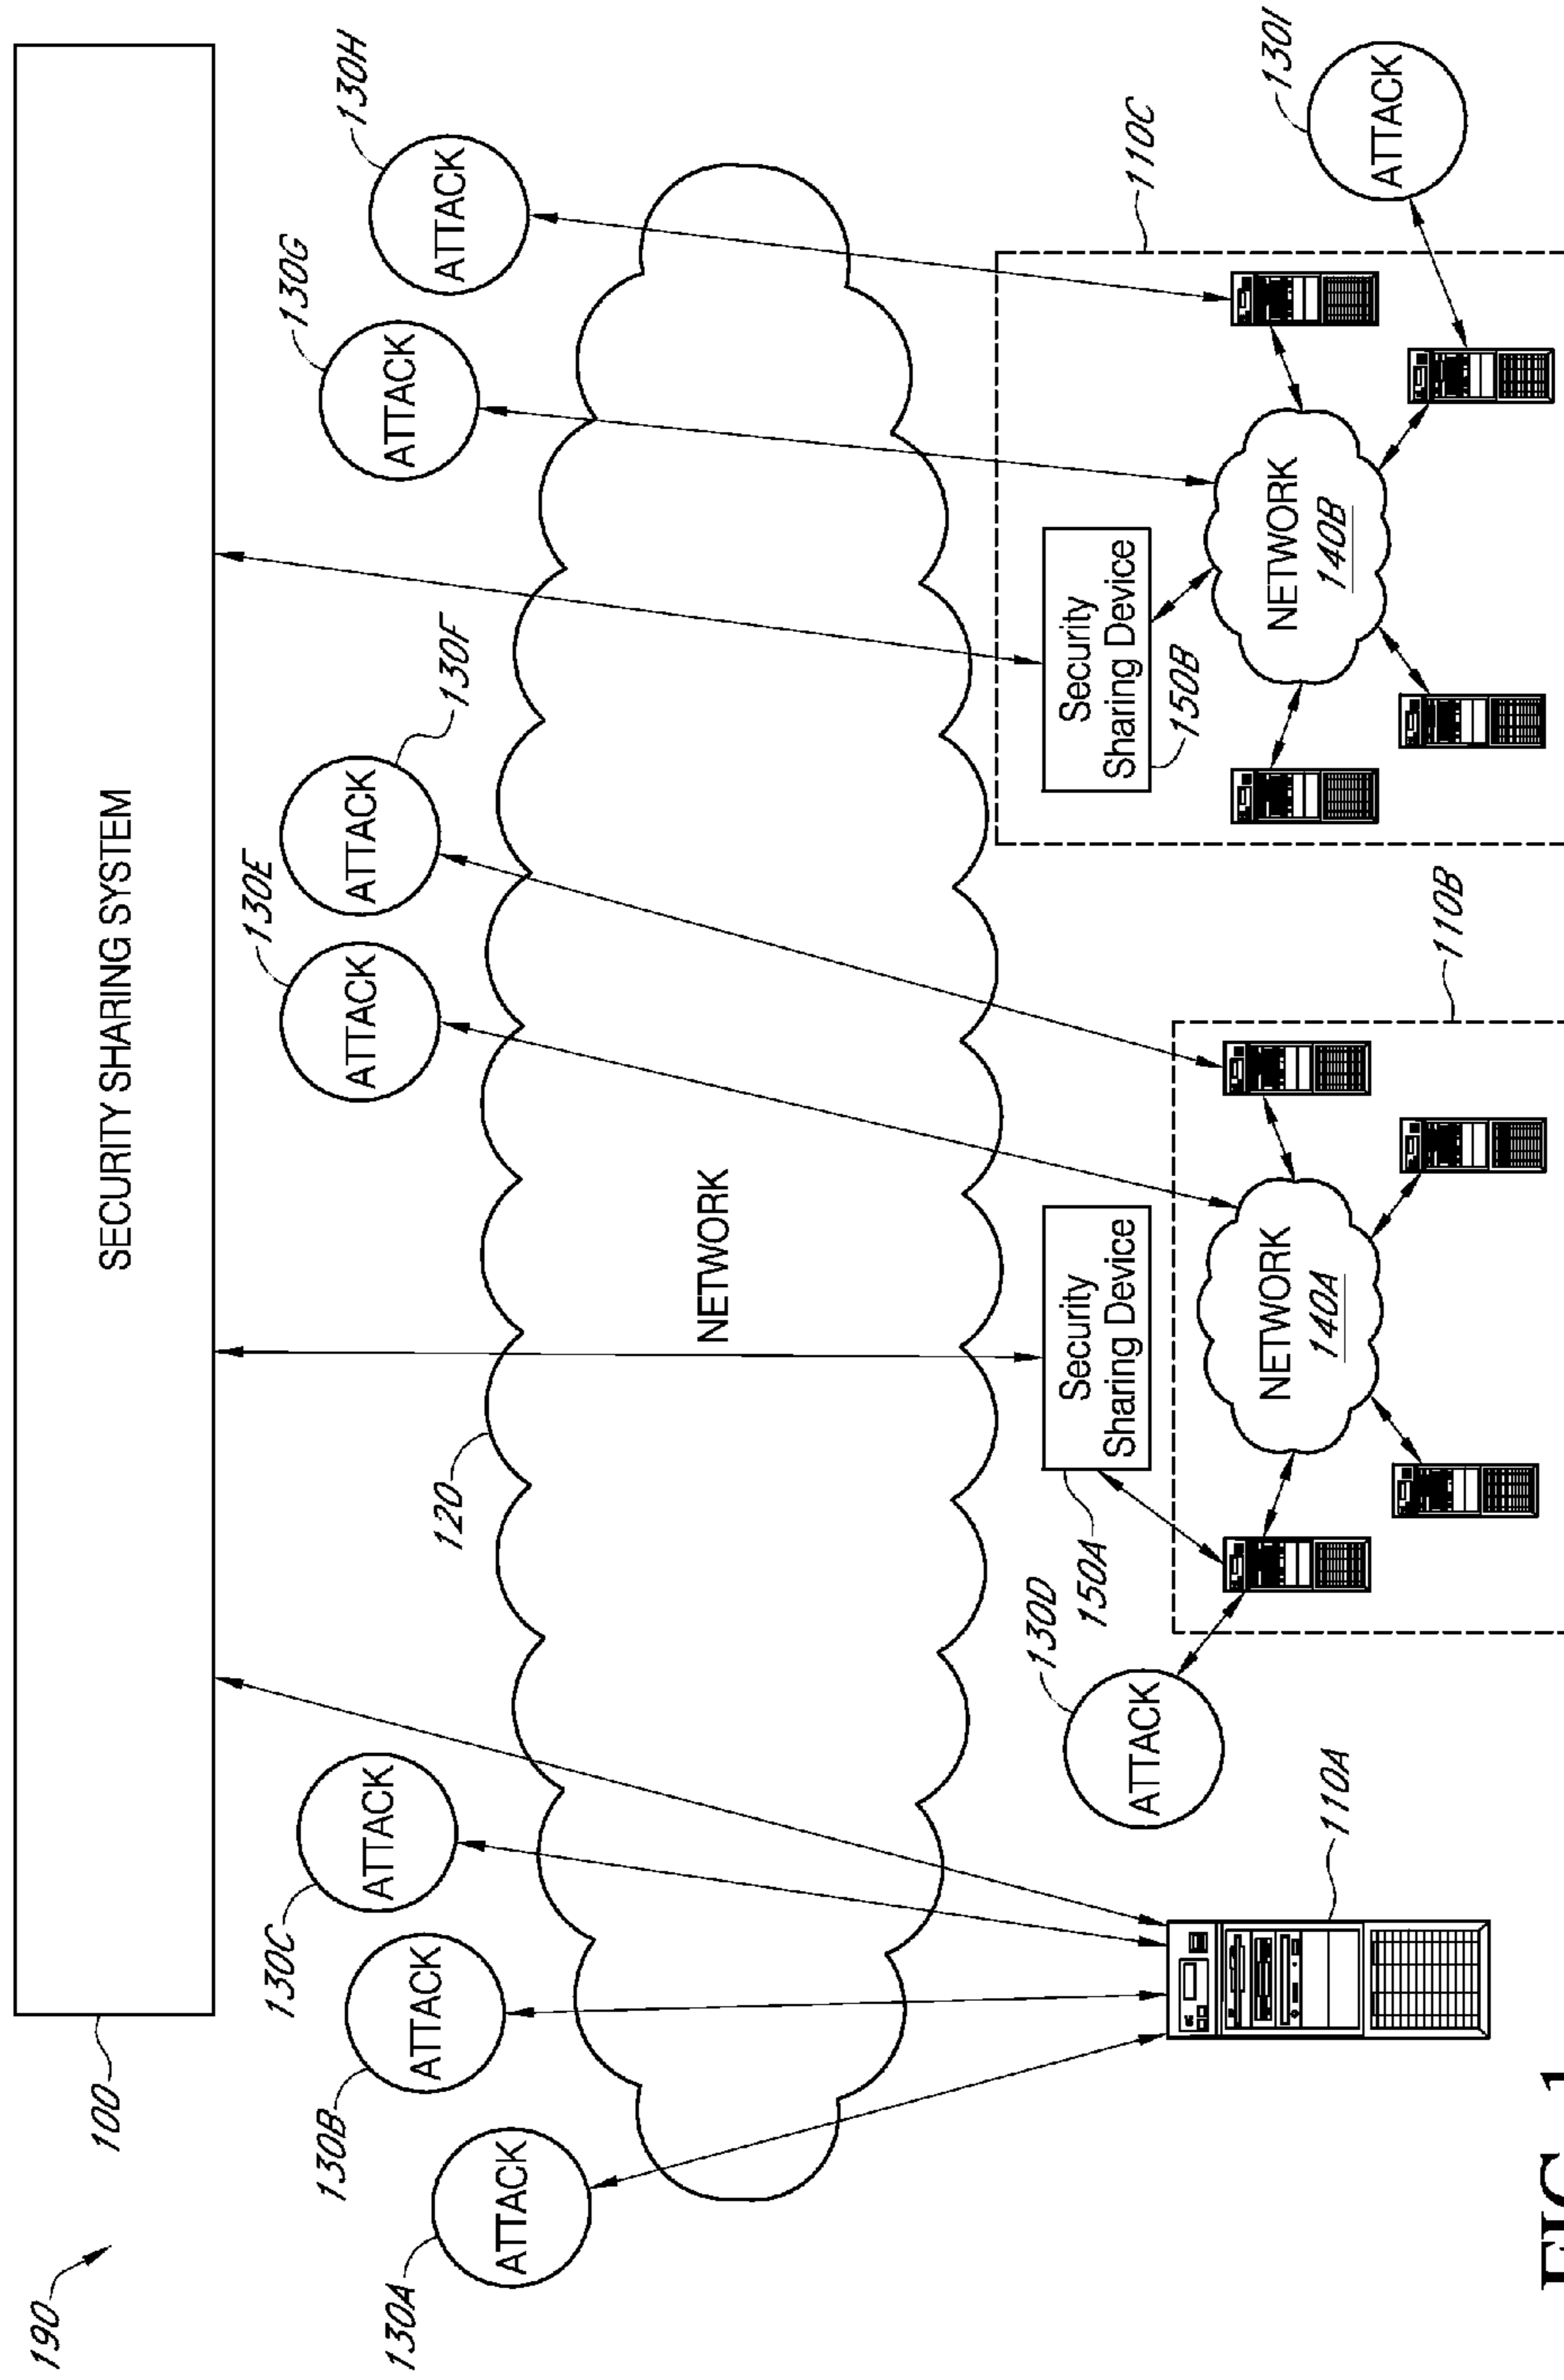 190
100
SECURITY SHARING SYSTEM
130A
ATTACK
130B
ATTACK
130C
ATTACK
130E
ATTACK
130F
ATTACK
130G
ATTACK
130H
ATTACK
120
NETWORK
130D
ATTACK
150A
Security
Sharing Device
Security
Sharing Device
150B
110A
110B
110C
NETWORK
140A
NETWORK
140B
130I
ATTACK
FIG. 1